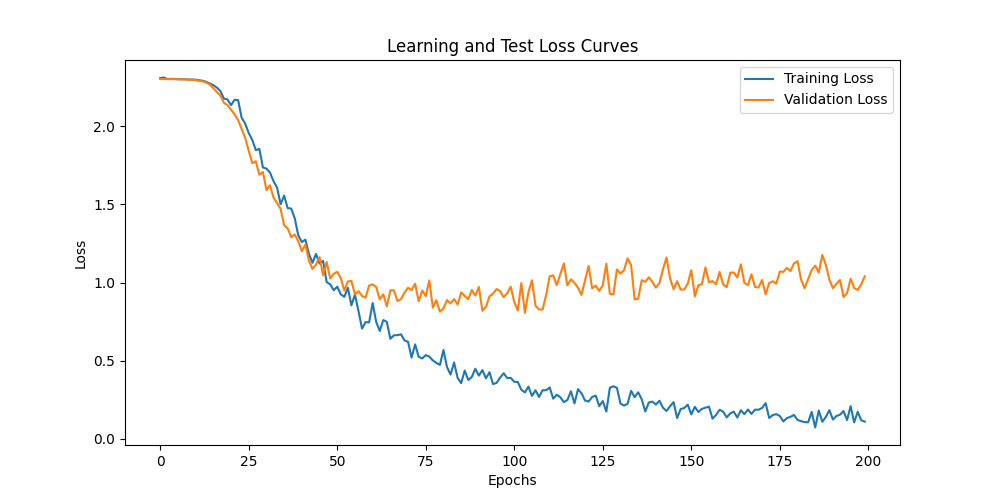 Learning and Test Loss Curves
Training Loss
Validation Loss
2.0
1.5
1.0
0.5
0.0
Loss
0 25 50 75 100 125 150 175 200
Epochs